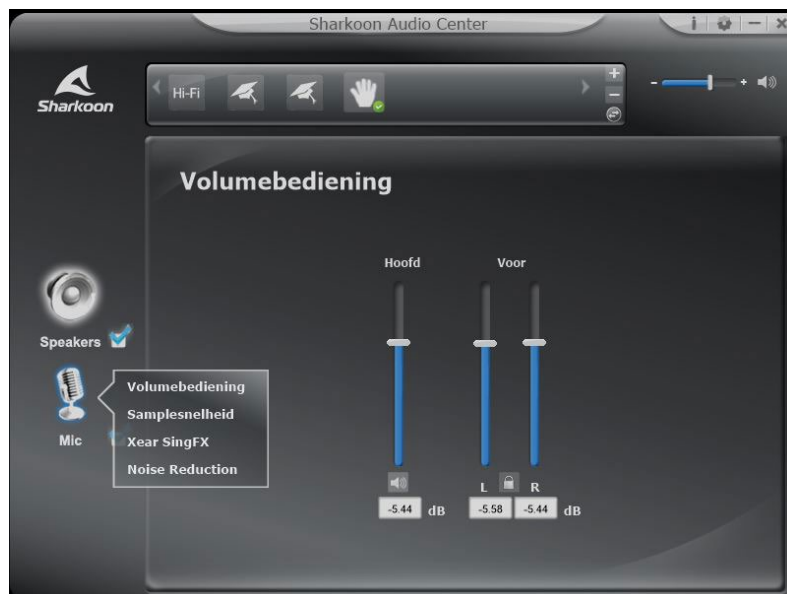 Sharkoon Audio Center
i
Sharkoon
Hi-Fi
- +
Volumebediening
Hoofd Voor
Speakers
Mic
Volumebediening
Samplesnelheid
Xear SingFX
Noise Reduction
L R
-5.44 dB -5.58 -5.44 dB